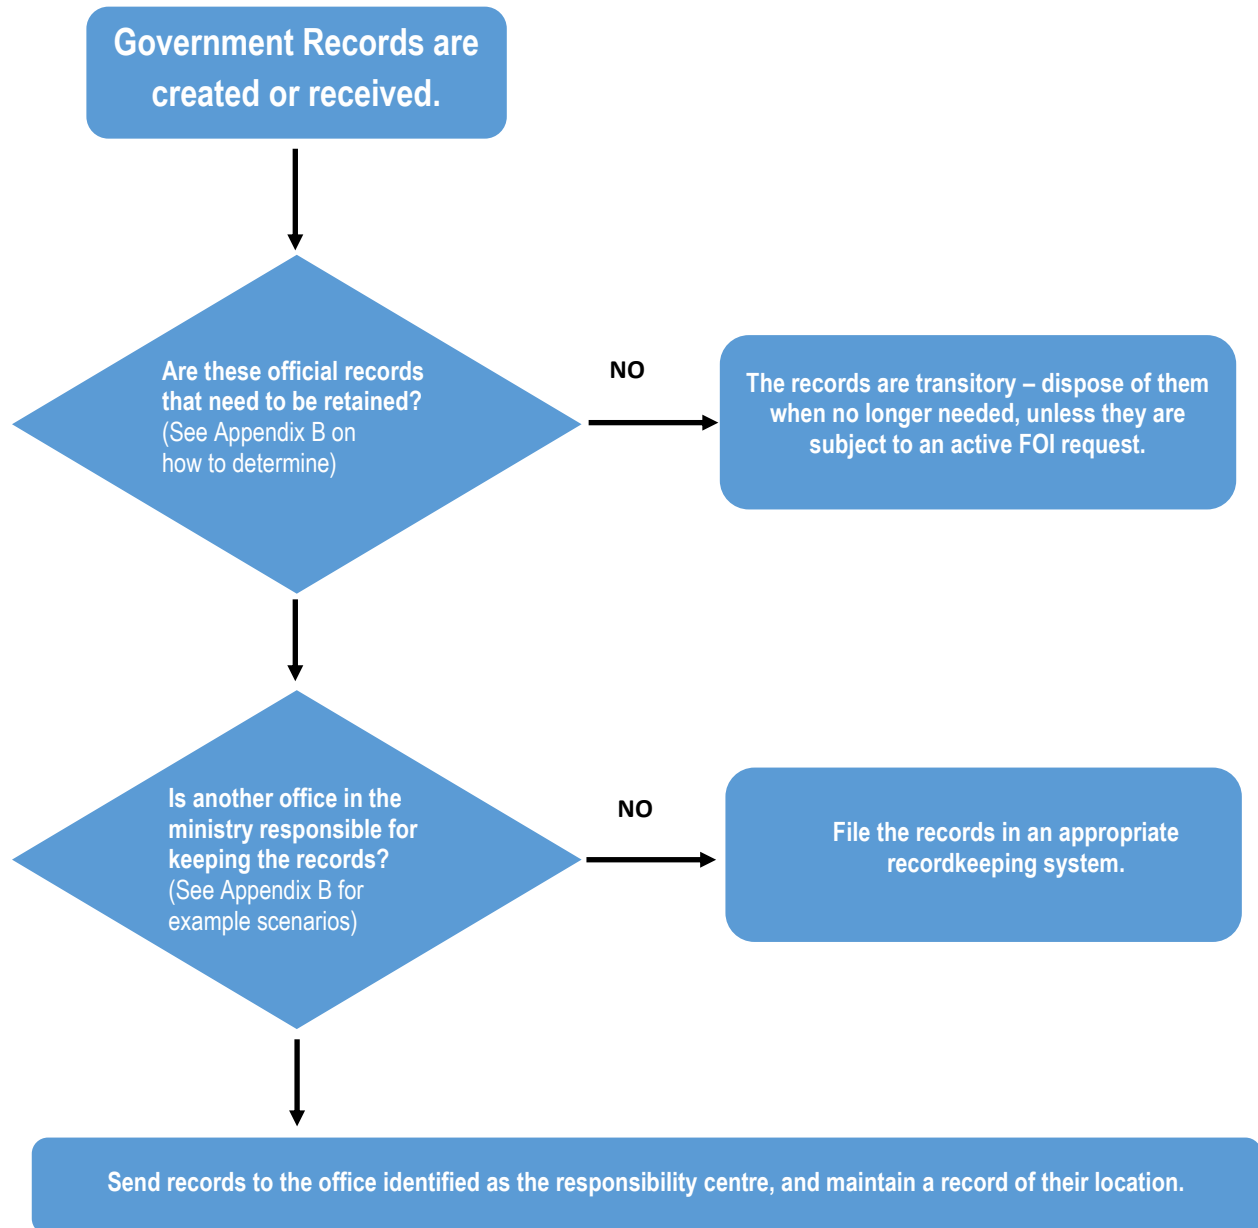 Government Records are
created or received.
Are these official records
that need to be retained?
(See Appendix B on
how to determine)
NO
The records are transitory – dispose of them
when no longer needed, unless they are
subject to an active FOI request.
Is another office in the
ministry responsible for
keeping the records?
(See Appendix B for
example scenarios)
NO
File the records in an appropriate
recordkeeping system.
Send records to the office identified as the responsibility centre, and maintain a record of their location.